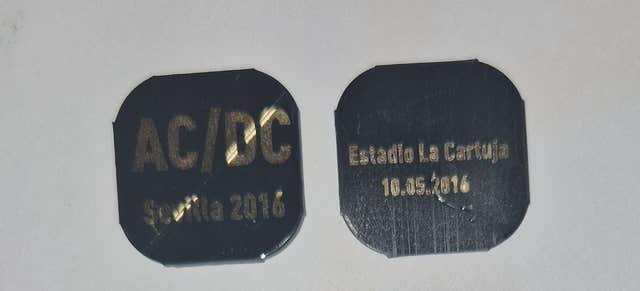 AC/DC
Sevilla 2016
Estadio La Cartuja
10.05.2016